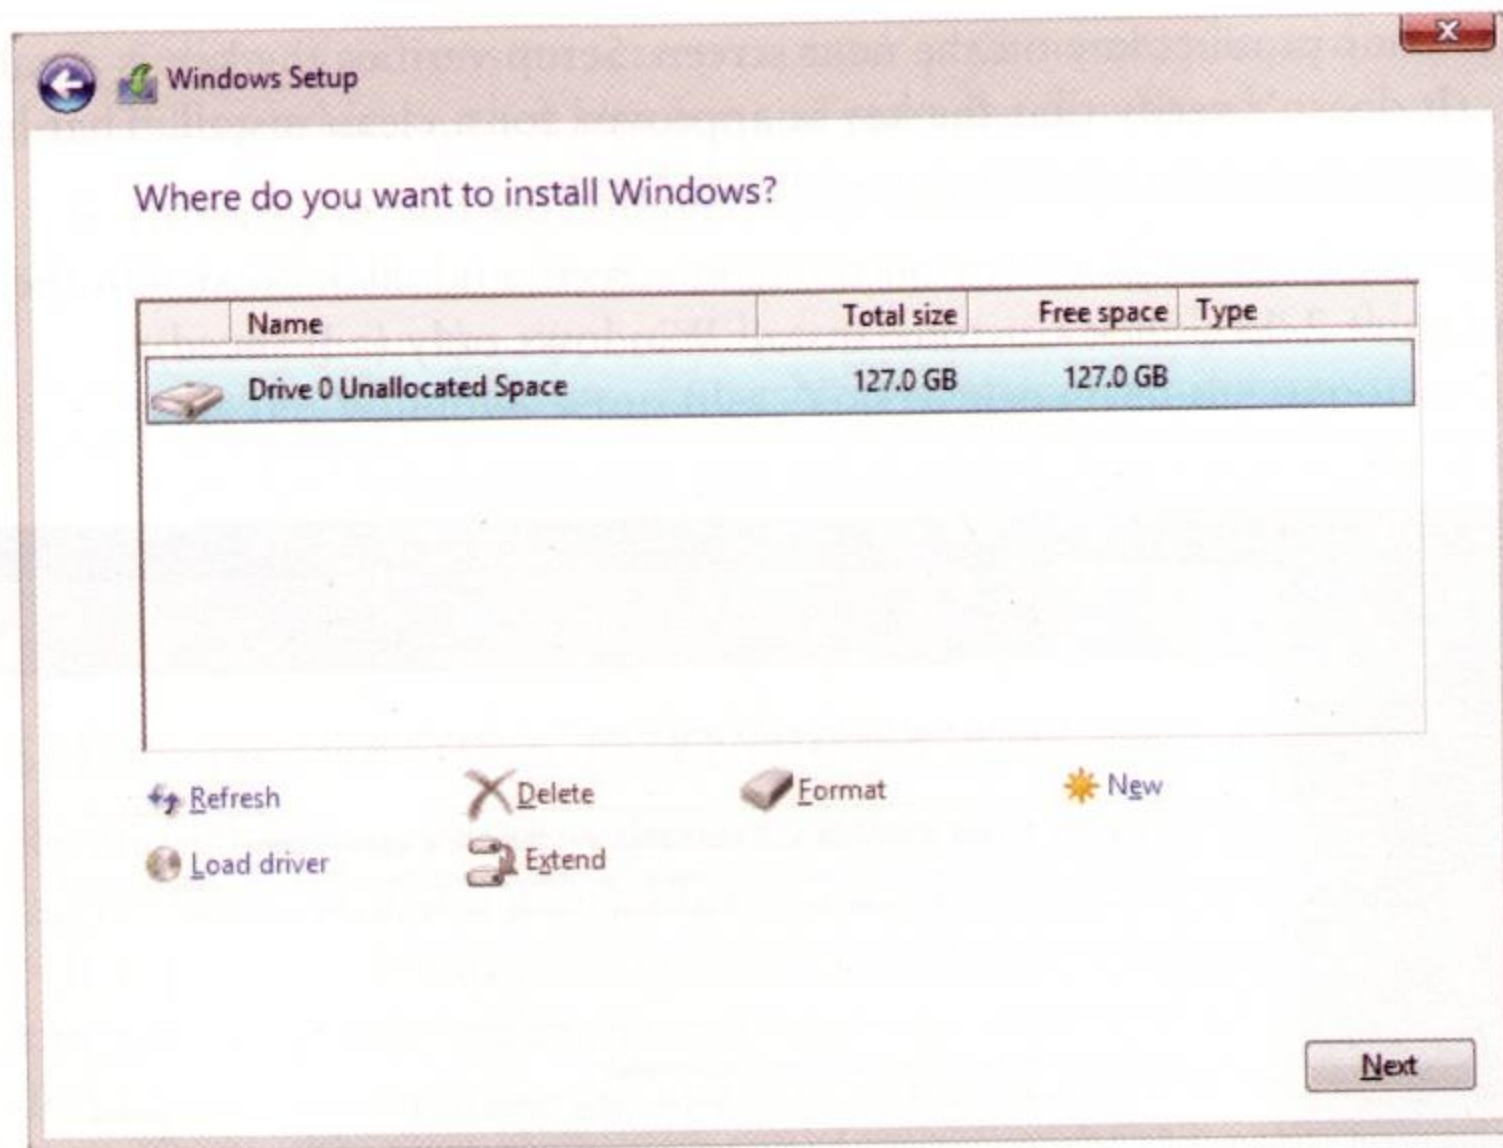 Windows Setup
Where do you want to install Windows?
Name Total size Free space Type
Drive 0 Unallocated Space 127.0 GB 127.0 GB
Refresh Delete Format New
Load driver Extend
Next